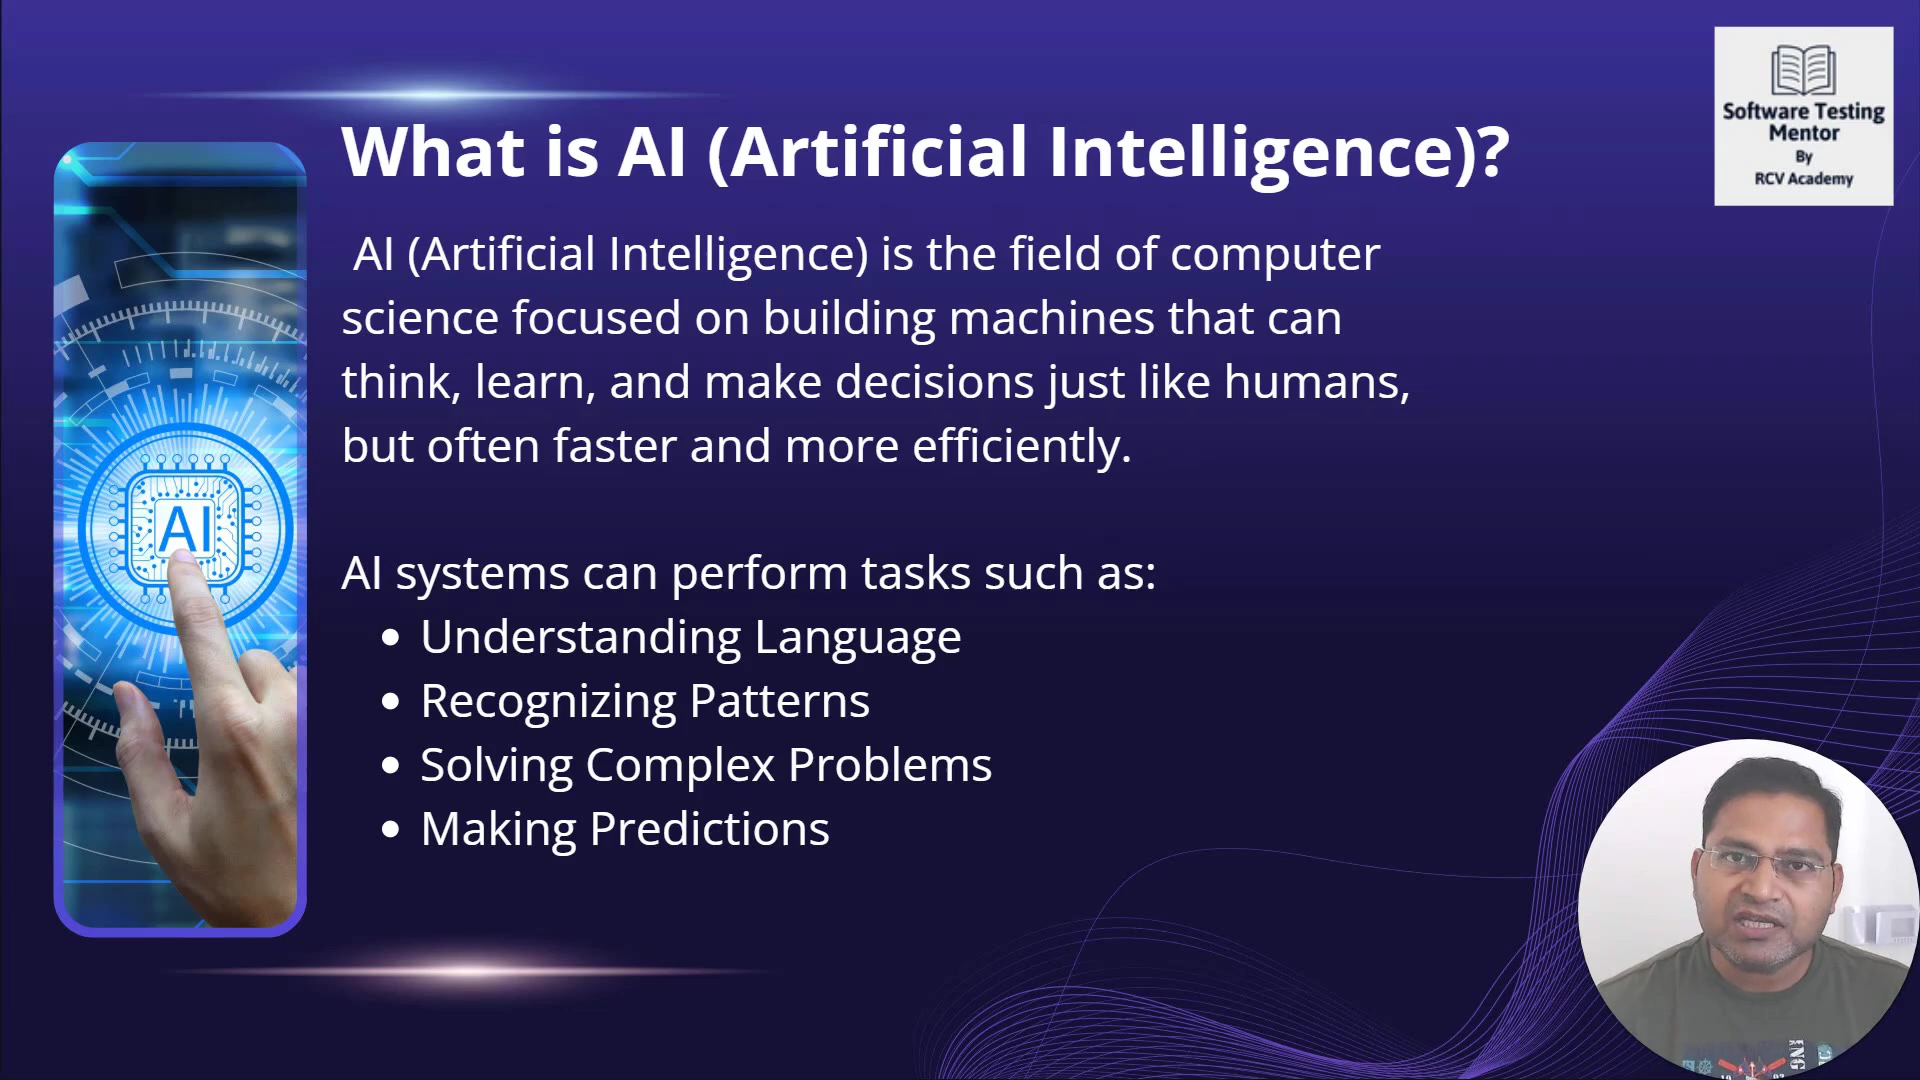 What is AI (Artificial Intelligence)?
AI (Artificial Intelligence) is the field of computer
science focused on building machines that can
think, learn, and make decisions just like humans,
but often faster and more efficiently.
AI systems can perform tasks such as:
• Understanding Language
• Recognizing Patterns
• Solving Complex Problems
• Making Predictions
AI
Software Testing
Mentor
By
RCV Academy